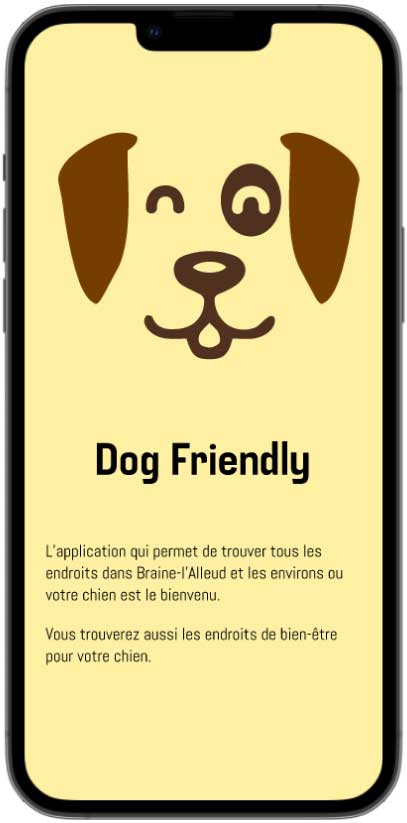 Dog Friendly
L'application qui permet de trouver tous les
endroits dans Braine-l'Alleud et les environs ou
votre chien est le bienvenu.
Vous trouverez aussi les endroits de bien-être
pour votre chien.